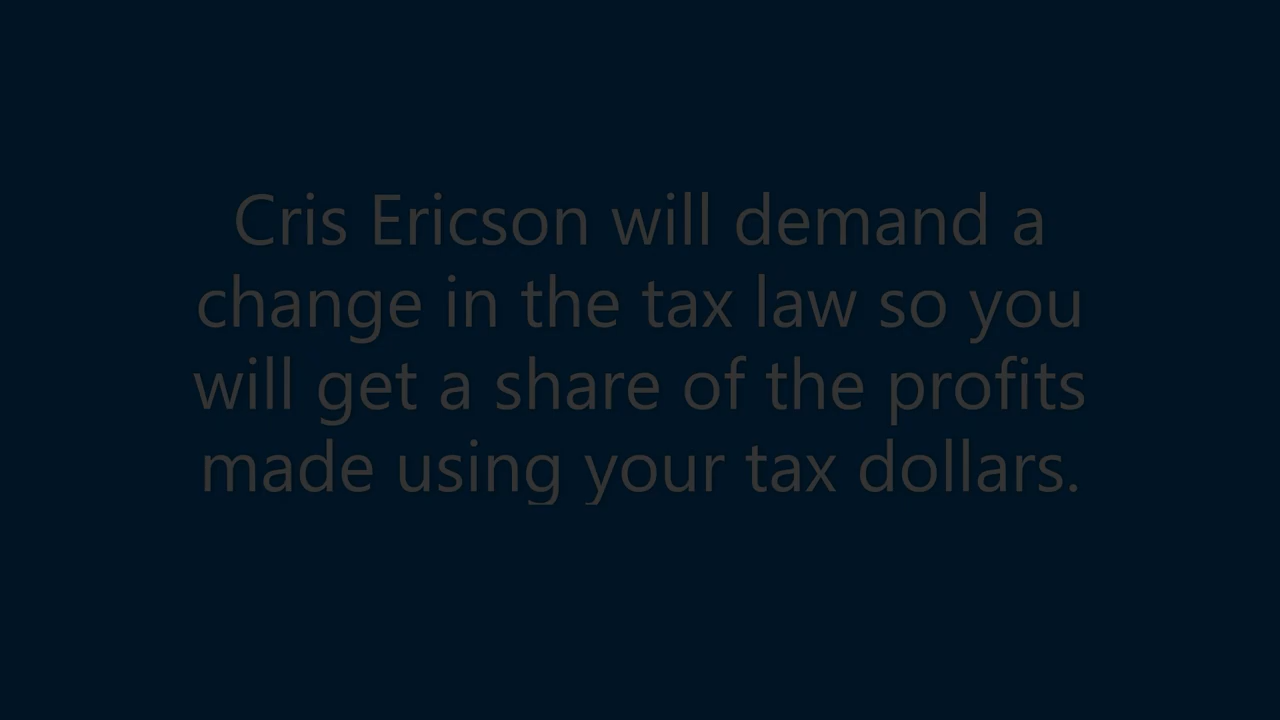 Cris Ericson will demand a
change in the tax law so you
will get a share of the profits
made using your tax dollars.